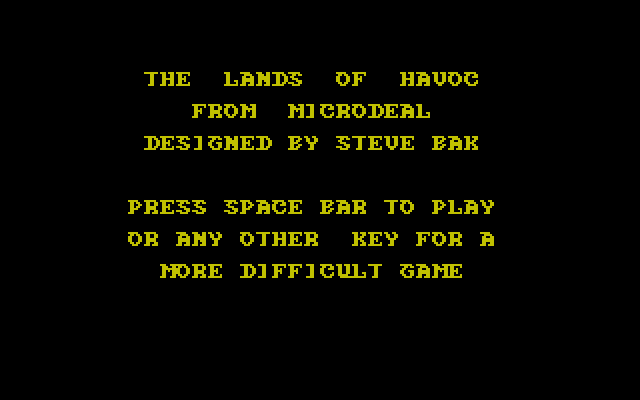 THE LANDS OF HAVOC
FROM MICRODEAL
DESIGNED BY STEVE BAK
PRESS SPACE BAR TO PLAY
OR ANY OTHER KEY FOR A
MORE DIFFICULT GAME